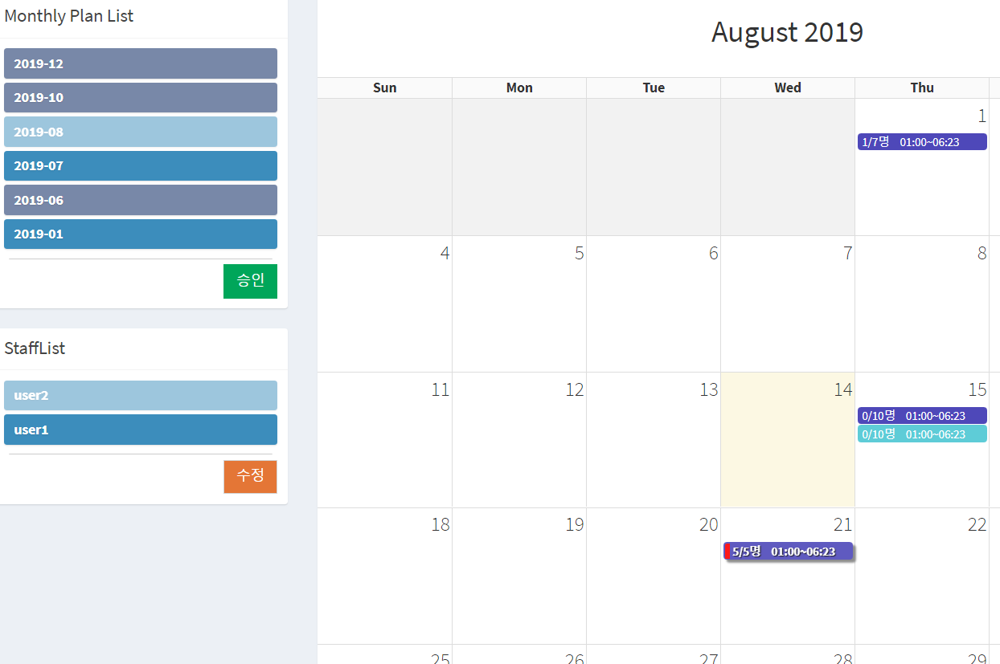 Monthly Plan List
2019-12
2019-10
2019-08
2019-07
2019-06
2019-01
승인
StaffList
user2
user1
수정
August 2019
Sun Mon Tue Wed Thu
1
1/7명 01:00~06:23
4 5 6 7 8
11 12 13 14 15
0/10명 01:00~06:23
0/10명 01:00~06:23
18 19 20 21 22
5/5명 01:00~06:23
25 26 27 28 29